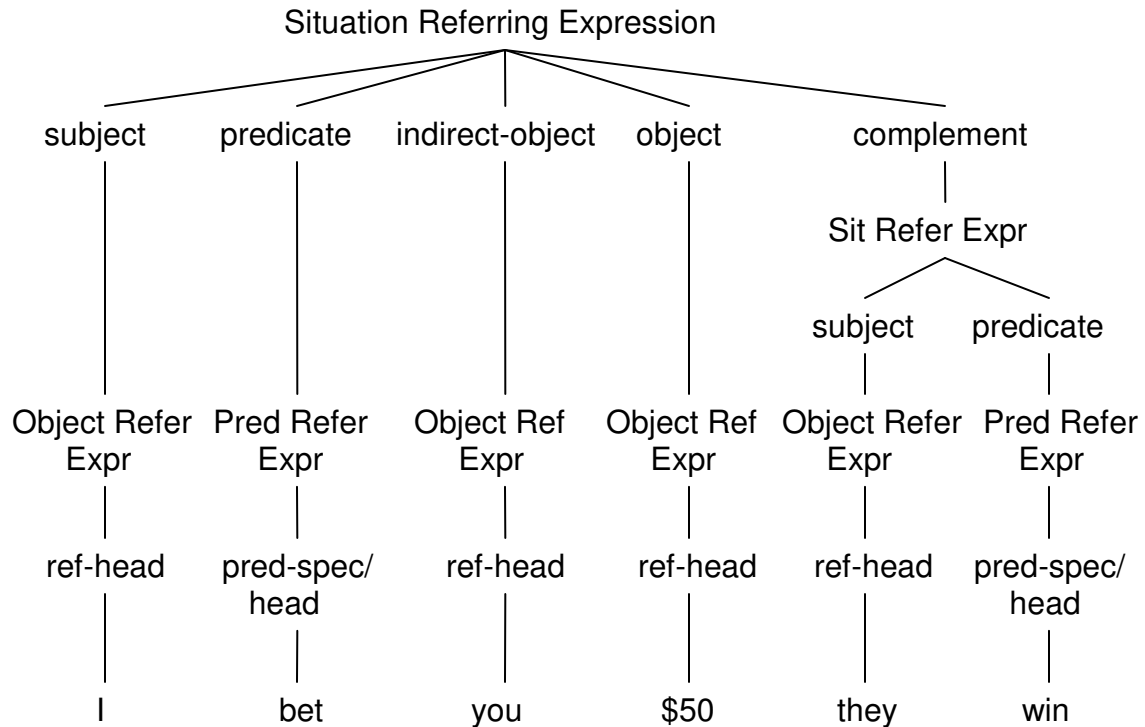 Situation Referring Expression
subject predicate indirect-object object complement
Sit Refer Expr
subject predicate
Object Refer Pred Refer Object Ref Object Ref Object Refer Pred Refer
Expr Expr Expr Expr Expr Expr
ref-head pred-spec/ ref-head ref-head ref-head pred-spec/
head head
I bet you $50 they win